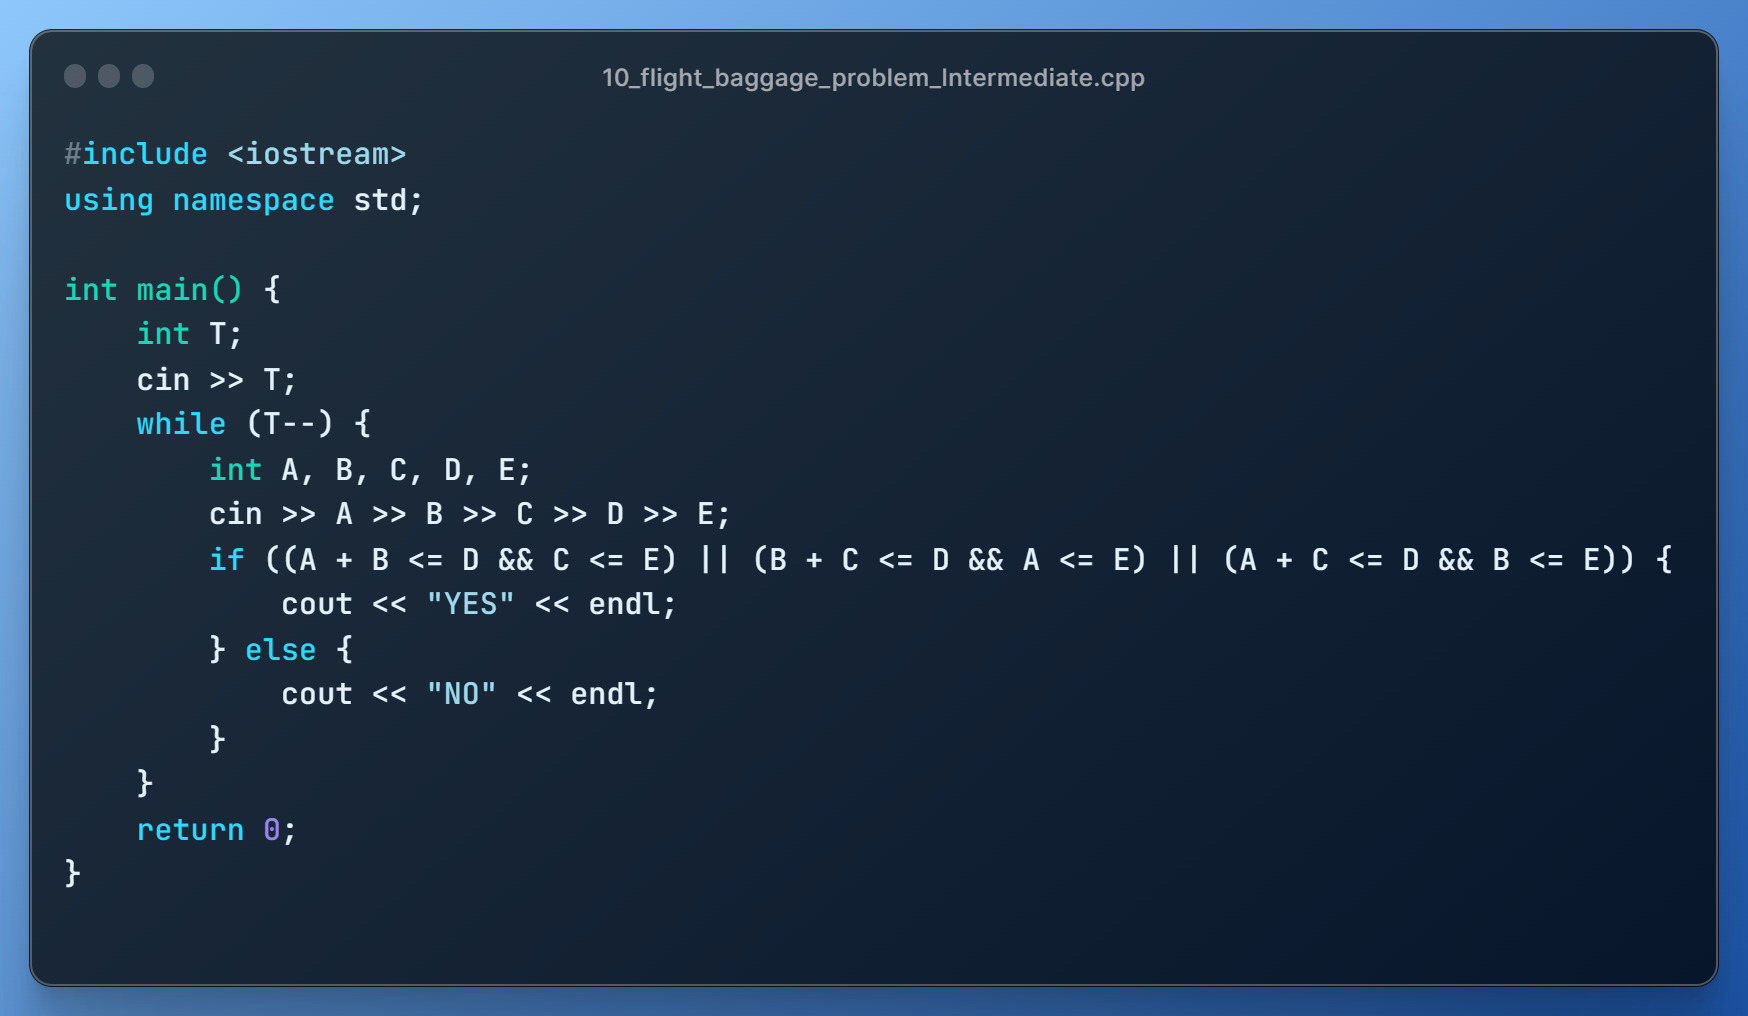 10_flight_baggage_problem_Intermediate.cpp
#include <iostream>
using namespace std;

int main() {
    int T;
    cin >> T;
    while (T--) {
        int A, B, C, D, E;
        cin >> A >> B >> C >> D >> E;
        if ((A + B <= D && C <= E) || (B + C <= D && A <= E) || (A + C <= D && B <= E)) {
            cout << "YES" << endl;
        } else {
            cout << "NO" << endl;
        }
    }
    return 0;
}